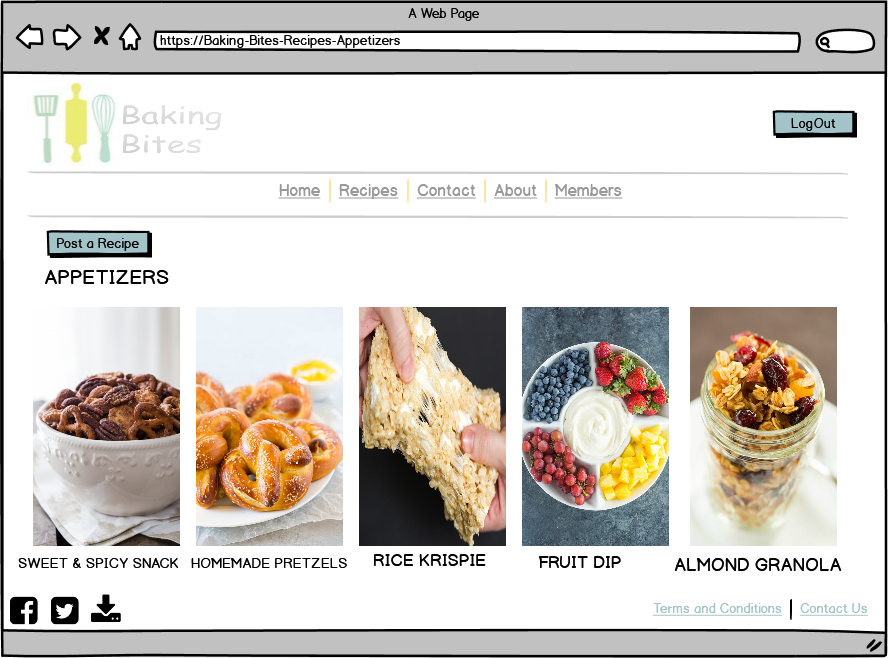 A Web Page
https://Baking-Bites-Recipes-Appetizers
Baking
Bites
LogOut
Home Recipes Contact About Members
Post a Recipe
APPETIZERS
SWEET & SPICY SNACK HOMEMADE PRETZELS RICE KRISPIE FRUIT DIP ALMOND GRANOLA
Terms and Conditions Contact Us